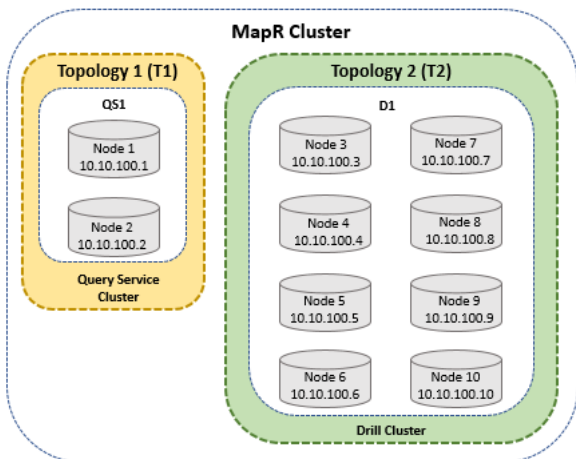 MapR Cluster
Topology 1 (T1)
QS1
Node 1
10.10.100.1
Node 2
10.10.100.2
Query Service
Cluster
Topology 2 (T2)
D1
Node 3
10.10.100.3
Node 7
10.10.100.7
Node 4
10.10.100.4
Node 8
10.10.100.8
Node 5
10.10.100.5
Node 9
10.10.100.9
Node 6
10.10.100.6
Node 10
10.10.100.10
Drill Cluster